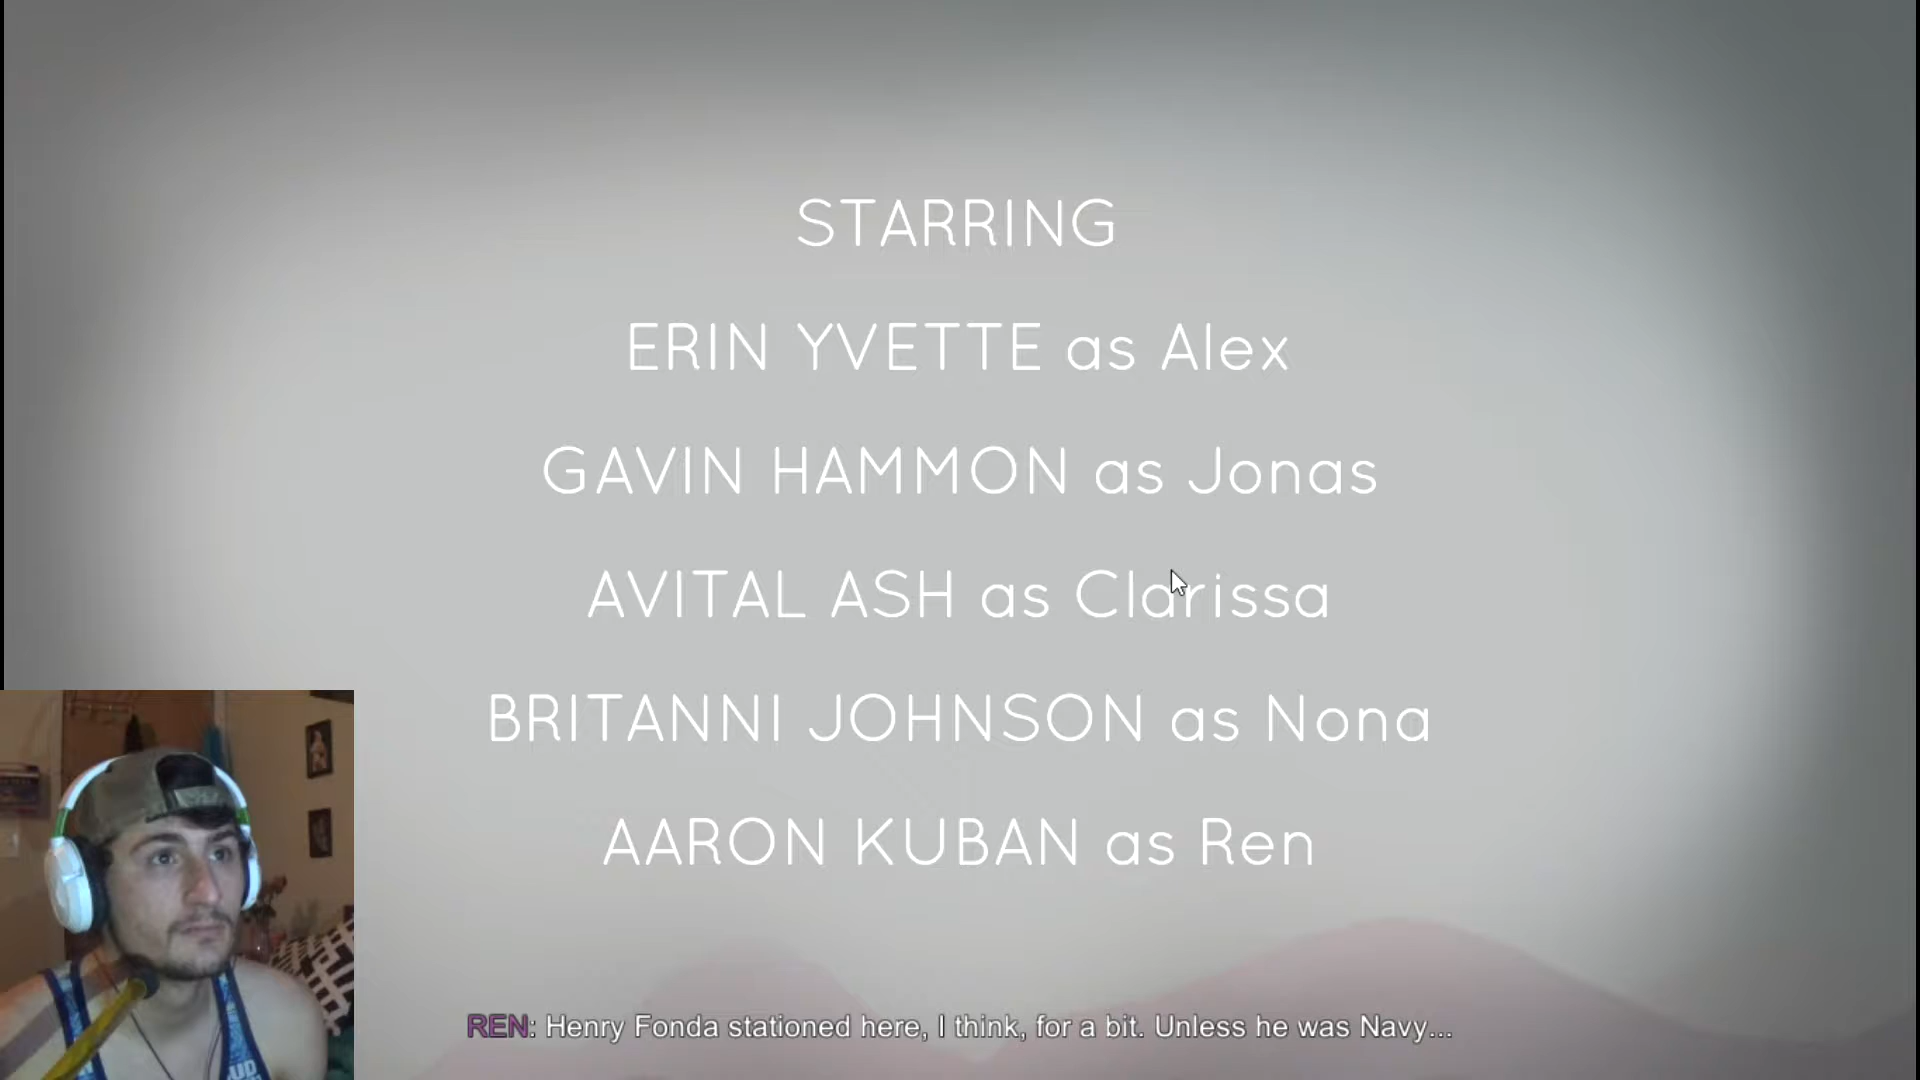 STARRING
ERIN YVETTE as Alex
GAVIN HAMMON as Jonas
AVITAL ASH as Clarissa
BRITANNI JOHNSON as Nona
AARON KUBAN as Ren
REN: Henry Fonda stationed here, I think, for a bit. Unless he was Navy...